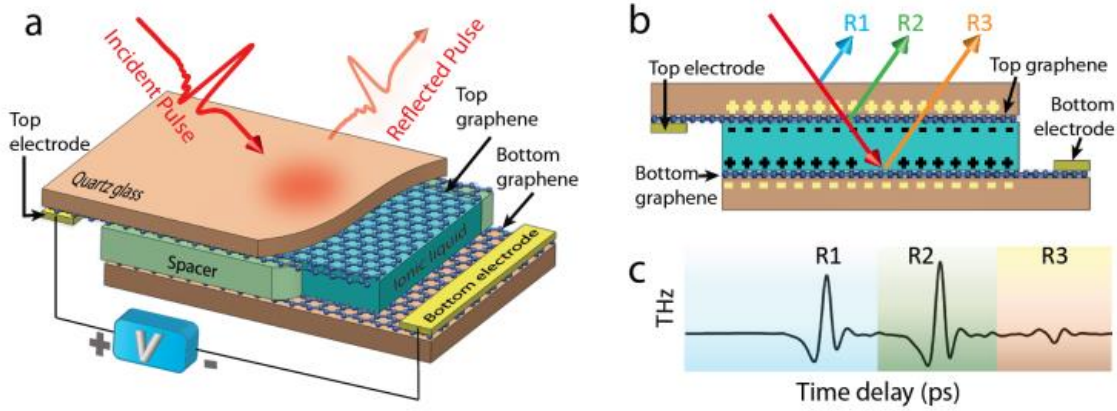 a
Incident Pulse
Reflected Pulse
Top
electrode
Top
graphene
Bottom
graphene
Quartz glass
Spacer
Ionic liquid
Bottom electrode
+ V -
b
R1 R2 R3
Top electrode
Top graphene
Bottom
electrode
Bottom
graphene
c
R1 R2 R3
THz
Time delay (ps)